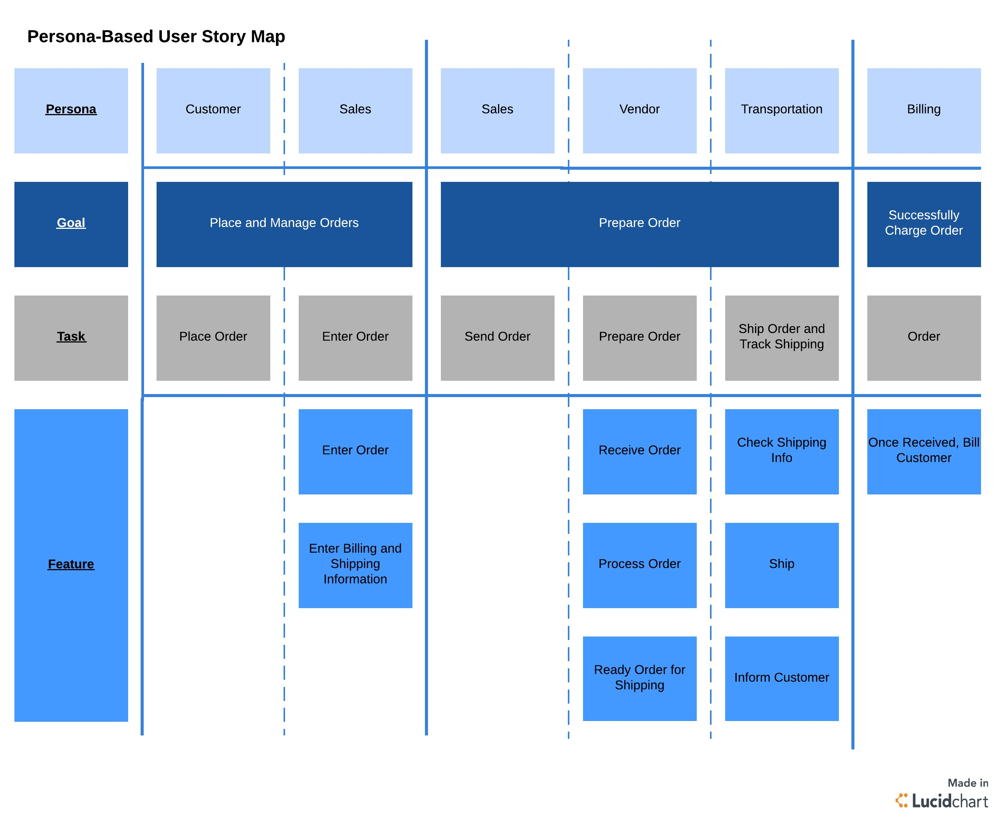 Persona-Based User Story Map
Persona
Customer
Sales
Sales
Vendor
Transportation
Billing
Goal
Place and Manage Orders
Prepare Order
Successfully
Charge Order
Task
Place Order
Enter Order
Send Order
Prepare Order
Ship Order and
Track Shipping
Order
Feature
Enter Order
Receive Order
Check Shipping
Info
Once Received, Bill
Customer
Enter Billing and
Shipping
Information
Process Order
Ship
Ready Order for
Shipping
Inform Customer
Made in
Lucidchart